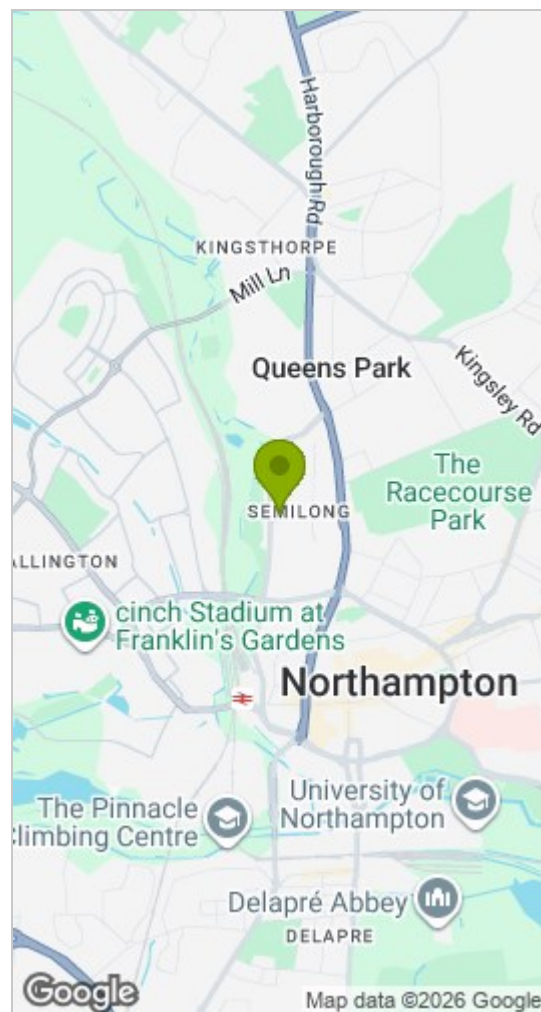 Harborough Rd
KINGSTHORPE
Mill Ln
Queens Park
Kingsley Rd
The
Racecourse
Park
SEMILONG
ALLINGTON
cinch Stadium at
Franklin's Gardens
Northampton
The Pinnacle
Climbing Centre
University of
Northampton
Delapré Abbey
DELAPRE
Google
Map data ©2026 Google